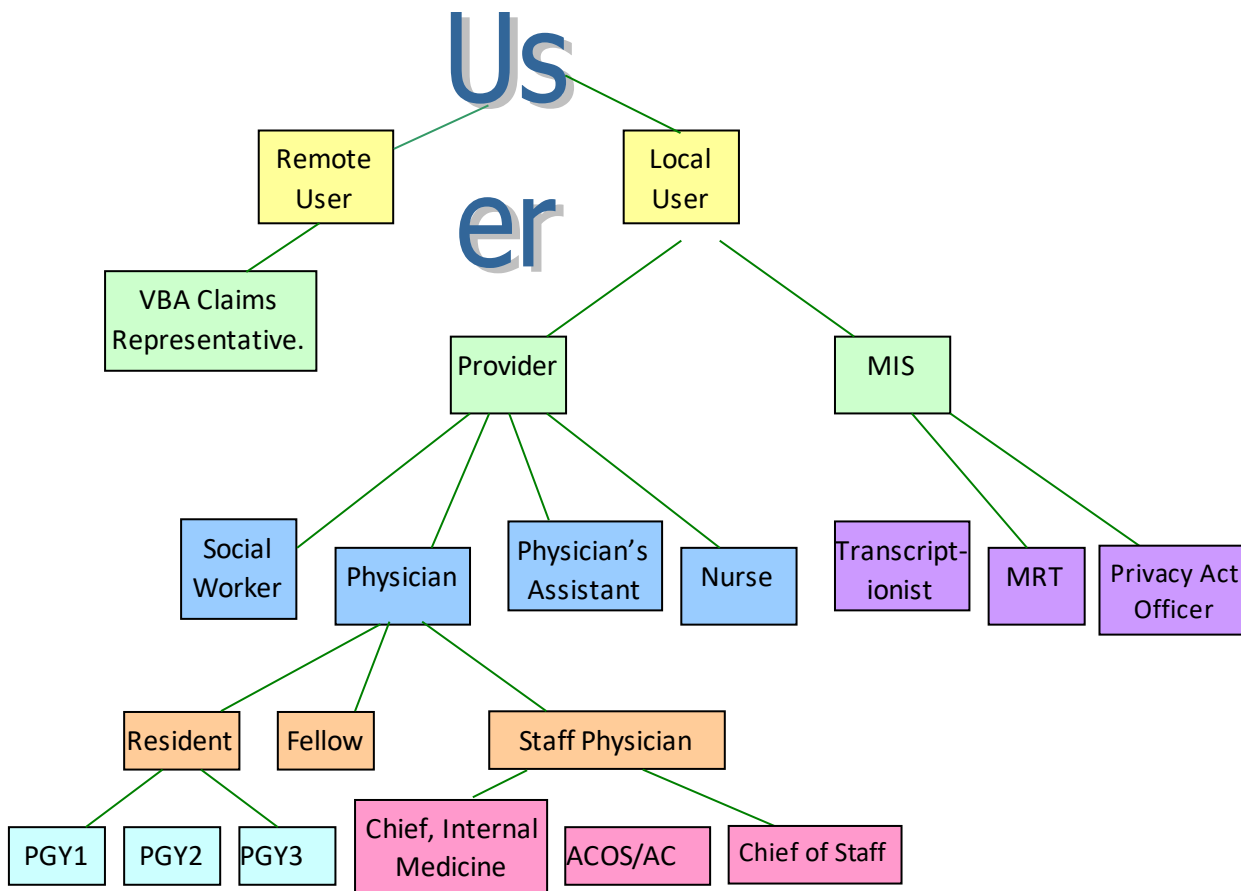 Us
er
Remote
User
Local
User
VBA Claims
Representative.
Provider
MIS
Social
Worker
Physician
Physician’s
Assistant
Nurse
Transcript-
ionist
MRT
Privacy Act
Officer
Resident
Fellow
Staff Physician
PGY1
PGY2
PGY3
Chief, Internal
Medicine
ACOS/AC
Chief of Staff